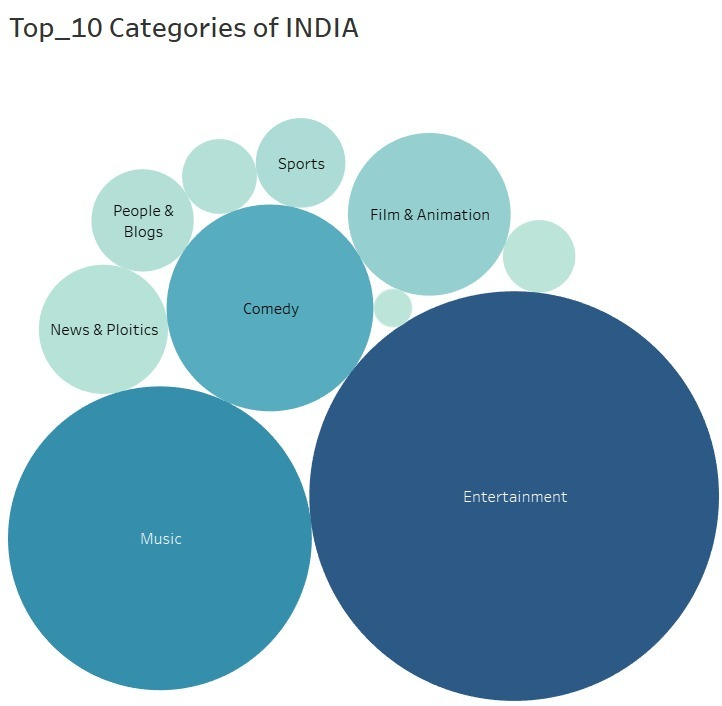 Top_10 Categories of INDIA
Sports
People &
Blogs
Film & Animation
Comedy
News & Ploitics
Entertainment
Music